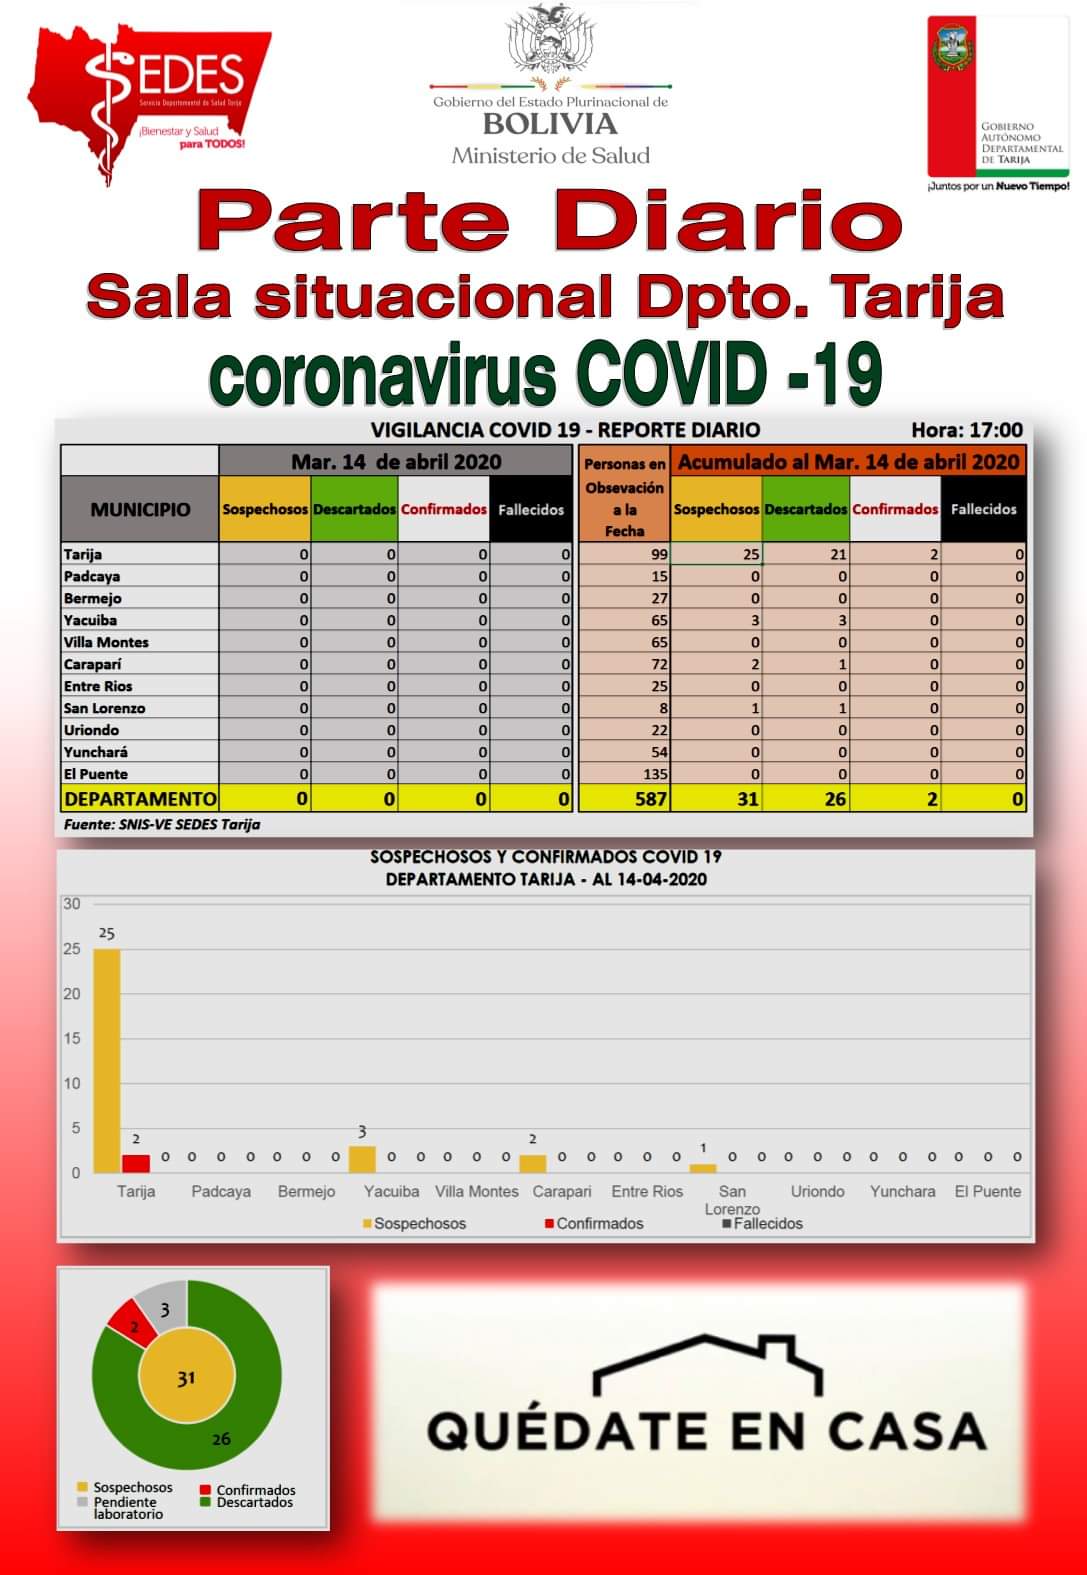 SEDES
Servicio Departamental de Salud Tarija
¡Bienestar y Salud
para TODOS!
Gobierno del Estado Plurinacional de
BOLIVIA
Ministerio de Salud
GOBIERNO
AUTÓNOMO
DEPARTAMENTAL
DE TARIJA
¡Juntos por un Nuevo Tiempo!
Parte Diario
Sala situacional Dpto. Tarija
coronavirus COVID -19
VIGILANCIA COVID 19 - REPORTE DIARIO Hora: 17:00
Mar. 14 de abril 2020 Personas en Obsevación a la Fecha Acumulado al Mar. 14 de abril 2020
MUNICIPIO Sospechosos Descartados Confirmados Fallecidos Sospechosos Descartados Confirmados Fallecidos
Tarija 0 0 0 0 99 25 21 2 0
Padcaya 0 0 0 0 15 0 0 0 0
Bermejo 0 0 0 0 27 0 0 0 0
Yacuiba 0 0 0 0 65 3 3 0 0
Villa Montes 0 0 0 0 65 0 0 0 0
Caraparí 0 0 0 0 72 2 1 0 0
Entre Rios 0 0 0 0 25 0 0 0 0
San Lorenzo 0 0 0 0 8 1 1 0 0
Uriondo 0 0 0 0 22 0 0 0 0
Yunchará 0 0 0 0 54 0 0 0 0
El Puente 0 0 0 0 135 0 0 0 0
DEPARTAMENTO 0 0 0 0 587 31 26 2 0
Fuente: SNIS-VE SEDES Tarija
SOSPECHOSOS Y CONFIRMADOS COVID 19
DEPARTAMENTO TARIJA - AL 14-04-2020
30
25
25
20
15
10
5
0
2 0 0 0 0 0 0 0 3 0 0 0 0 0 2 0 0 0 0 0 1 0 0 0 0 0 0 0 0 0 0 0
Tarija Padcaya Bermejo Yacuiba Villa Montes Carapari Entre Rios San Uriondo Yunchara El Puente
Lorenzo
Sospechosos Confirmados Fallecidos
3
2
31
26
Sospechosos Confirmados
Pendiente Descartados
laboratorio
QUÉDATE EN CASA